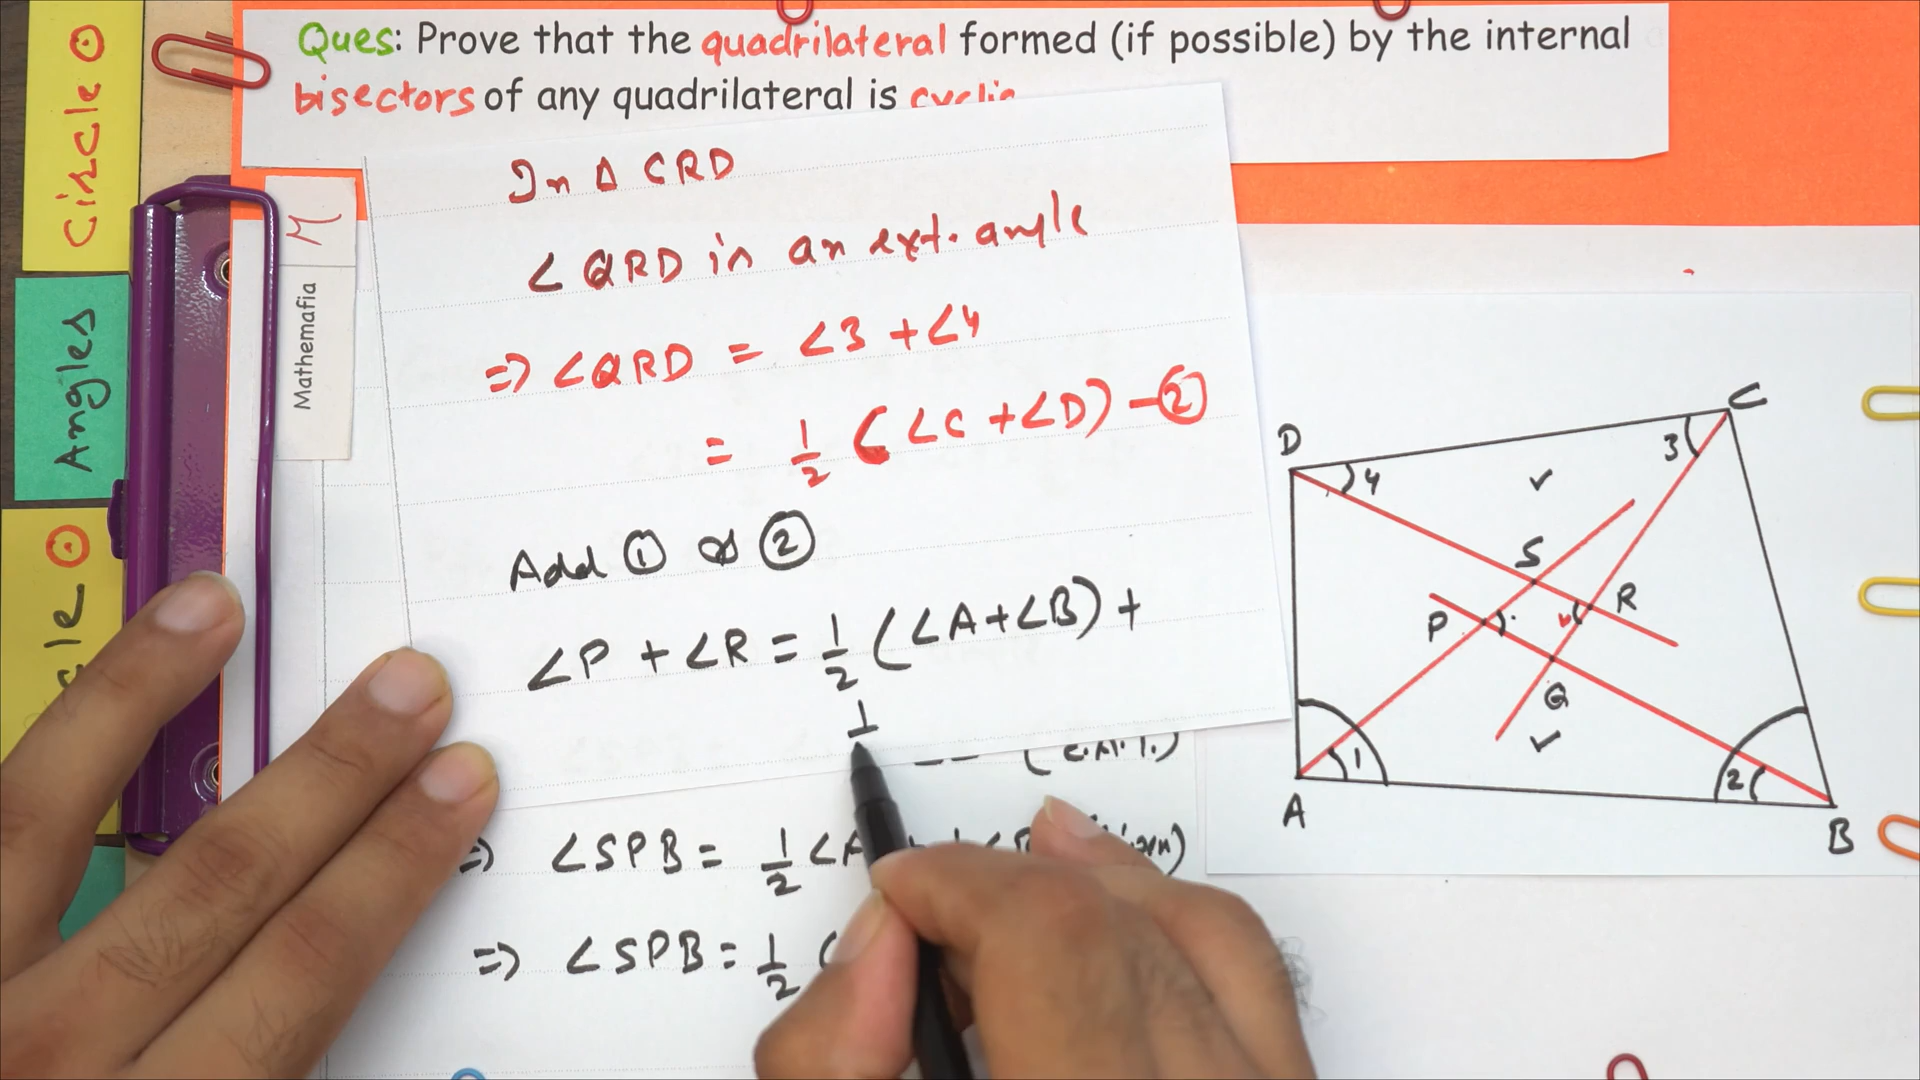 Ques: Prove that the quadrilateral formed (if possible) by the internal
bisectors of any quadrilateral is cyclic
Circle
Angles
M
Mathemafia
In Δ CRD
∠QRD is an ext. angle
=> ∠QRD = ∠3 + ∠4
= 1/2 (∠C + ∠D) - ②
Add ① & ②
∠P + ∠R = 1/2 (∠A + ∠B) +
1
=> ∠SPB = 1/2 ∠A
=> ∠SPB = 1/2 (
D
C
4
3
S
R
P
Q
1
2
A
B